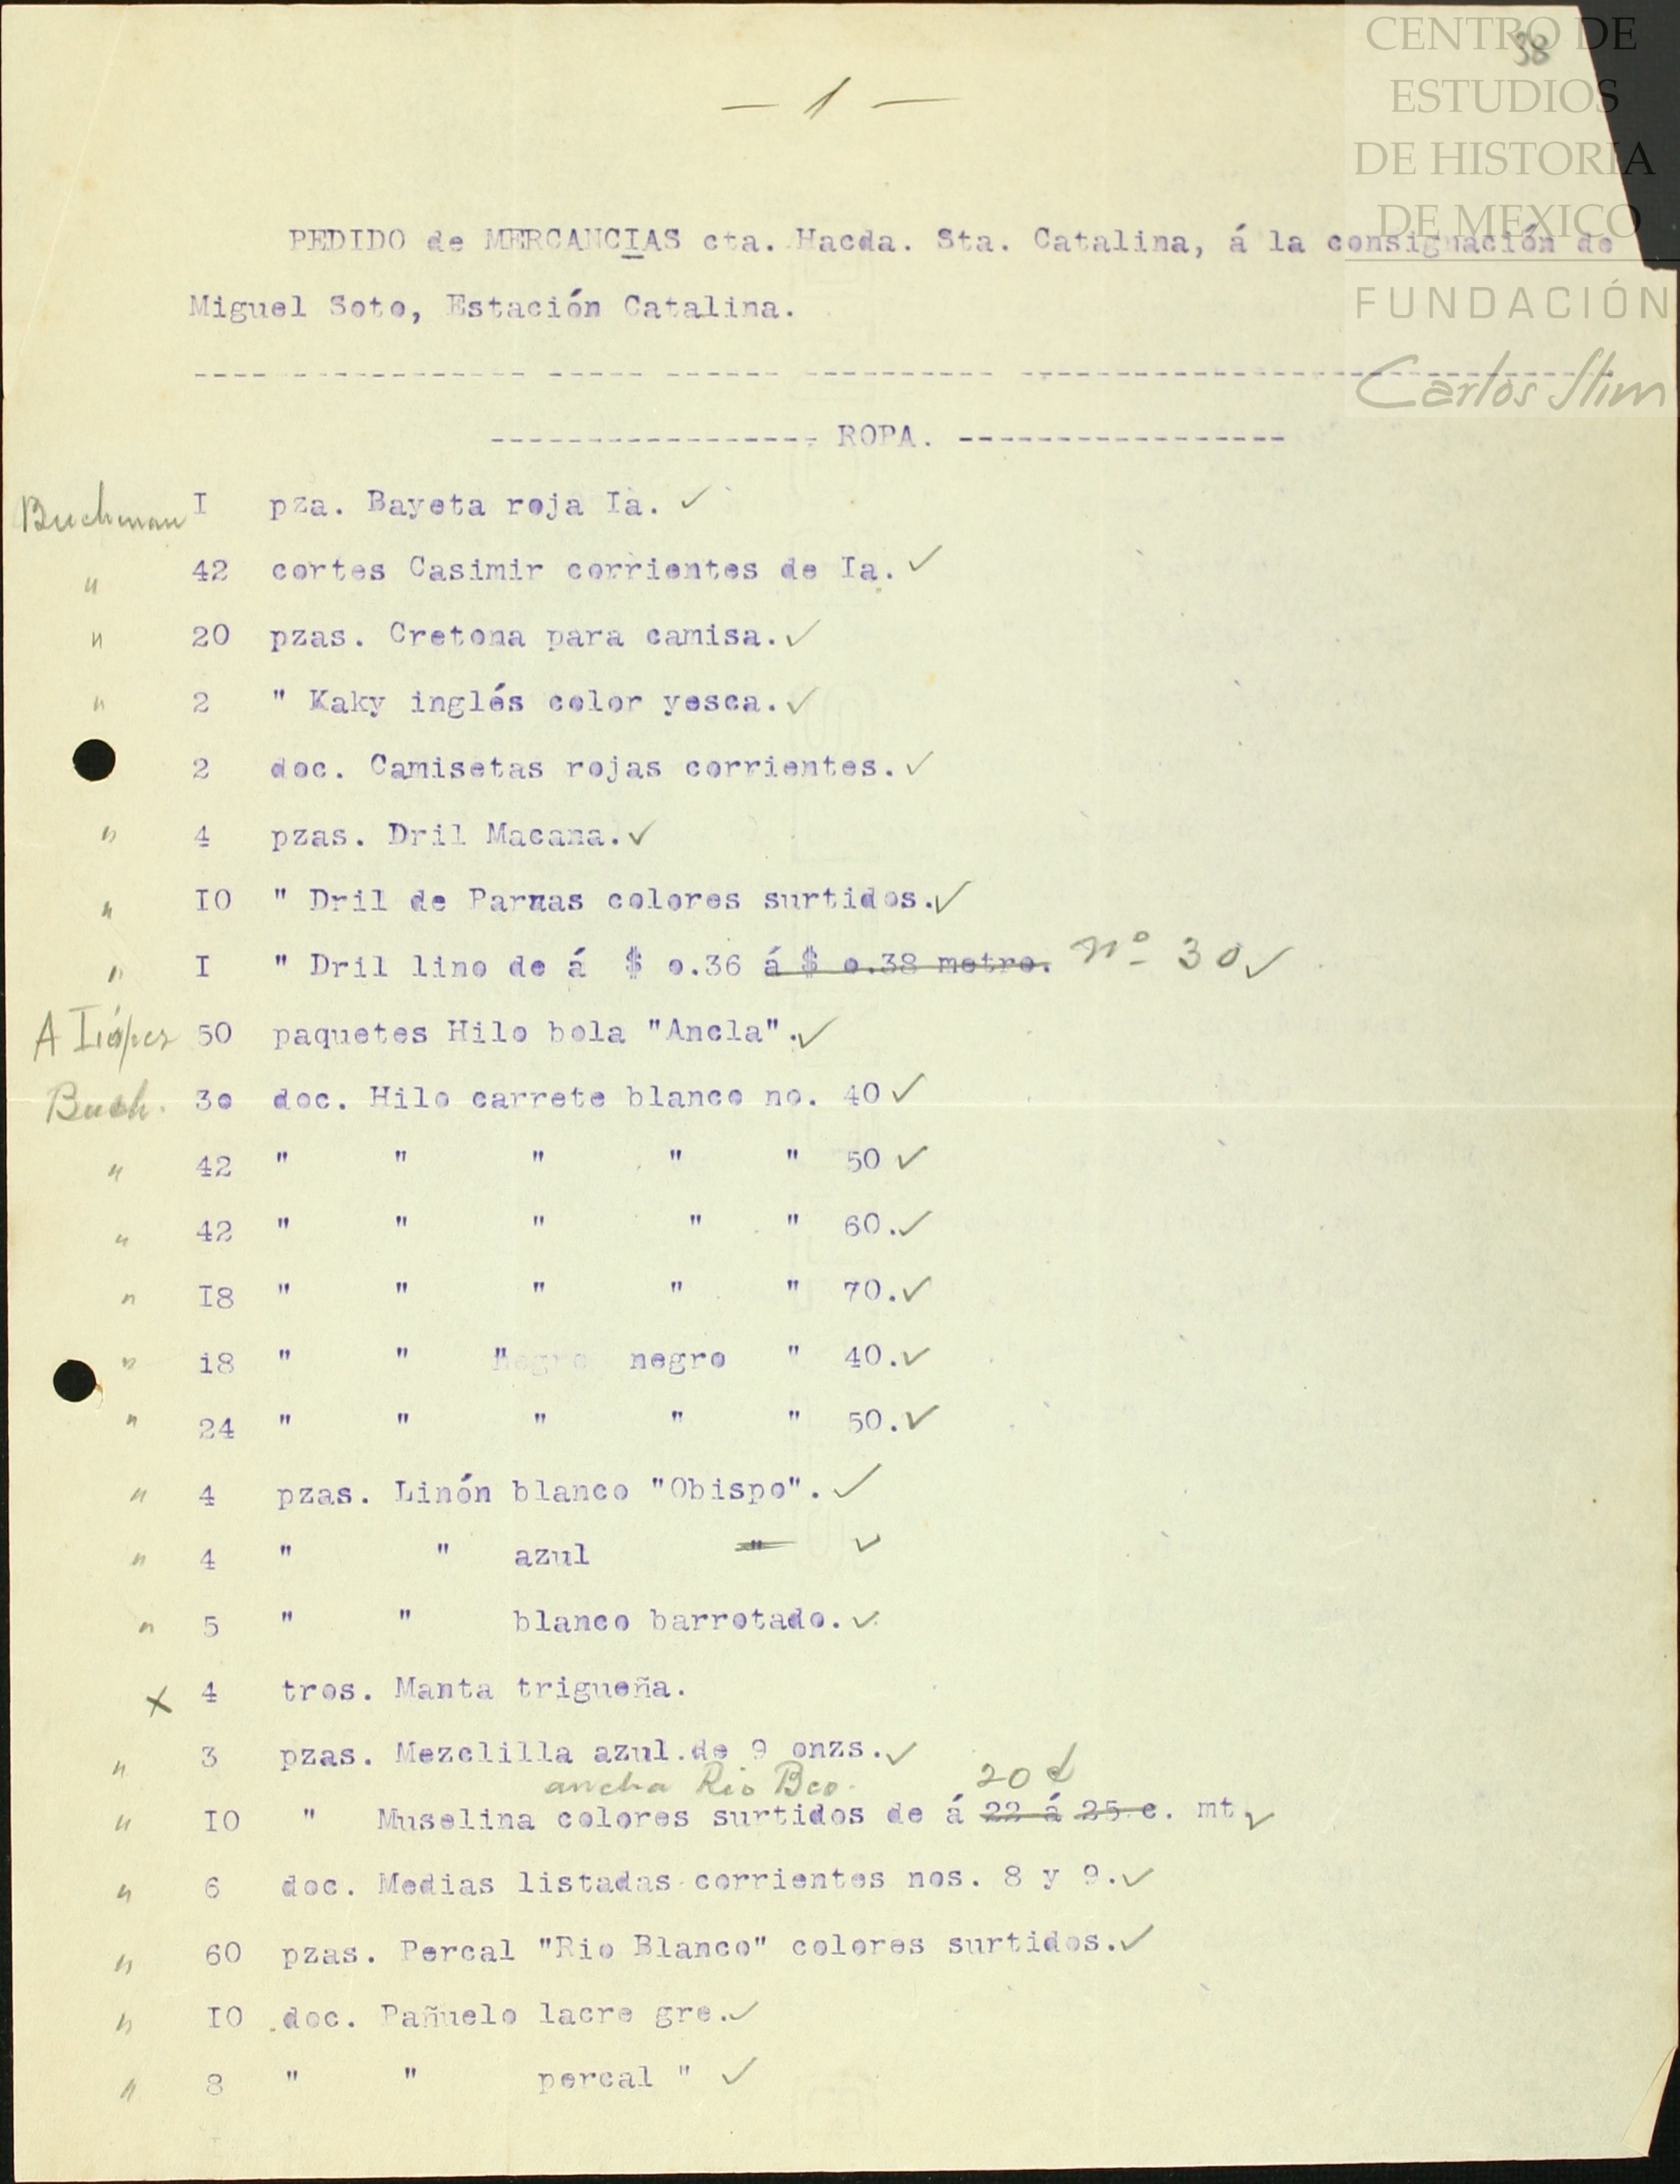 38
CENTRO DE
ESTUDIOS
DE HISTORIA
DE MEXICO
FUNDACIÓN
Carlos Slim
— 1 —
PEDIDO de MERCANCIAS cta. Hacda. Sta. Catalina, á la consignación de
Miguel Soto, Estación Catalina.
---- ------------ ----- ------ ---------- ------------------------------
----------------- ROPA. -----------------
Buchman I pza. Bayeta roja Ia. ✓
" 42 cortes Casimir corrientes de Ia. ✓
" 20 pzas. Cretona para camisa. ✓
" 2 " Kaky inglés color yesca. ✓
2 doc. Camisetas rojas corrientes. ✓
" 4 pzas. Dril Macana. ✓
" IO " Dril de Parras colores surtidos. ✓
" I " Dril lino de á $ o.36 á $ o.38 metro. Nº 30 ✓
A 50 paquetes Hilo bola "Ancla". ✓
Buch. 3o doc. Hilo carrete blanco no. 40 ✓
" 42 " " " " " 50 ✓
" 42 " " " " " 60. ✓
" I8 " " " " " 70. ✓
" i8 " " " negro negro " 40. ✓
" 24 " " " " " 50. ✓
" 4 pzas. Linón blanco "Obispo". ✓
" 4 " " azul " ✓
" 5 " " blanco barrotado. ✓
x 4 tros. Manta trigueña.
" 3 pzas. Mezclilla azul.de 9 onzs. ✓
ancha Rio Bco. 20 ¢
" IO " Muselina colores surtidos de á 22 á 25 c. mt ✓
" 6 doc. Medias listadas corrientes nos. 8 y 9. ✓
" 60 pzas. Percal "Rio Blanco" colores surtidos. ✓
" IO doc. Pañuelo lacre gre. ✓
" 8 " " percal " ✓